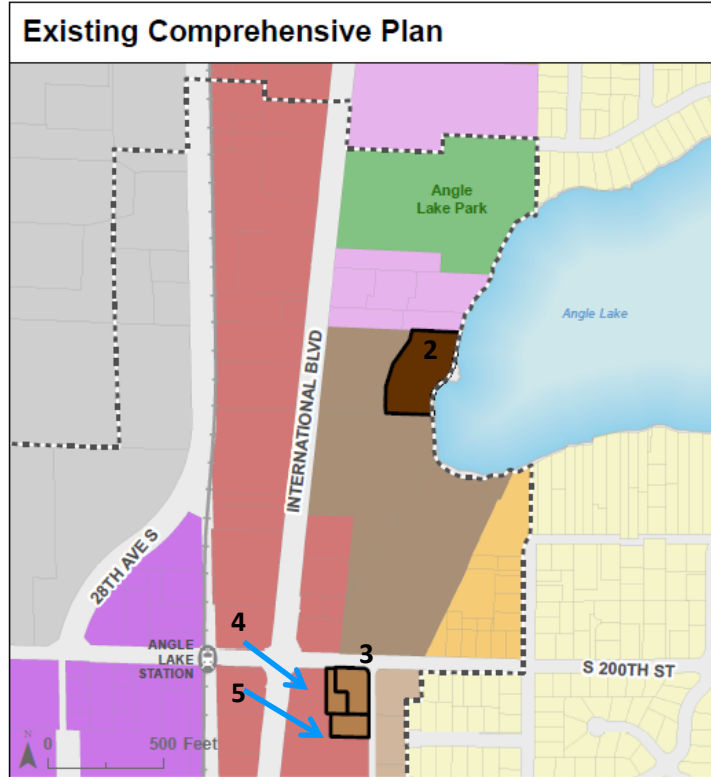 Existing Comprehensive Plan
Angle
Lake Park
Angle Lake
2
INTERNATIONAL BLVD
28TH AVE S
4
ANGLE
LAKE
STATION
3
S 200TH ST
5
N
0 500 Feet